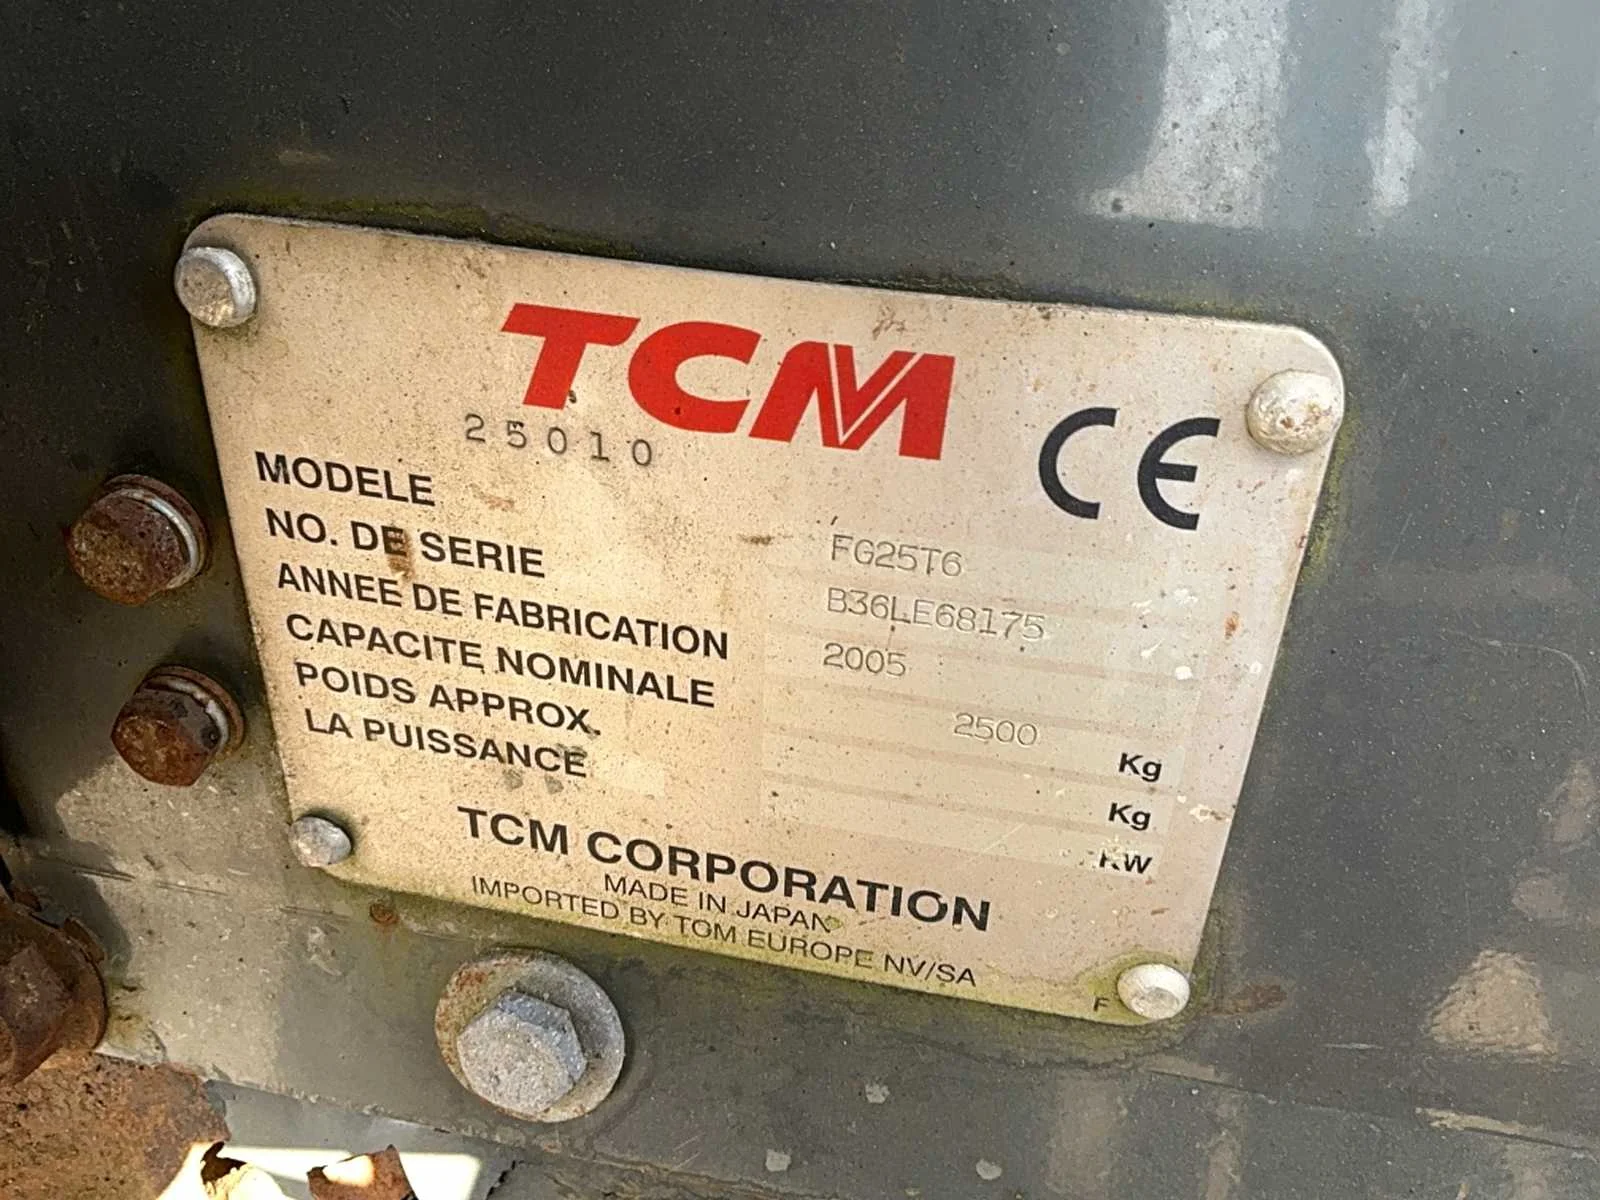 TCM
25010
CE
MODELE FG25T6
NO. DE SERIE B36LE68175
ANNEE DE FABRICATION 2005
CAPACITE NOMINALE 2500 Kg
POIDS APPROX. Kg
LA PUISSANCE KW
TCM CORPORATION
MADE IN JAPAN
IMPORTED BY TCM EUROPE NV/SA
F